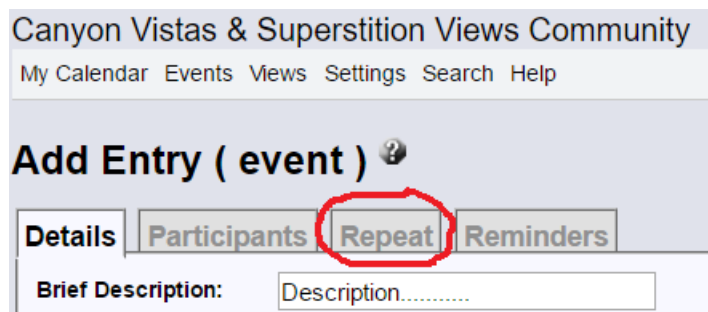 Canyon Vistas & Superstition Views Community
My Calendar Events Views Settings Search Help
Add Entry ( event ) ?
Details Participants Repeat Reminders
Brief Description: Description...........